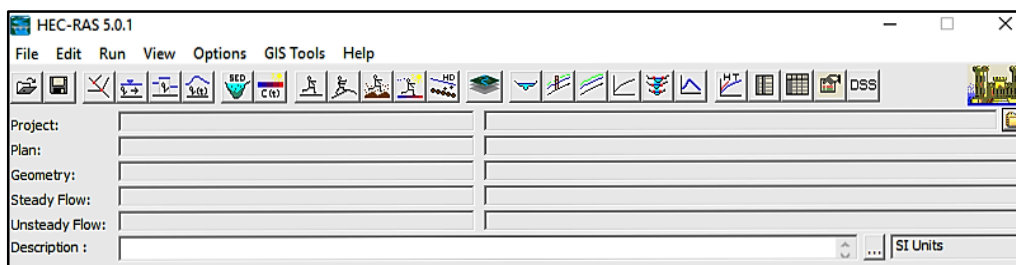 HEC-RAS 5.0.1
File Edit Run View Options GIS Tools Help
SED C(t) HD HT DSS
Project:
Plan:
Geometry:
Steady Flow:
Unsteady Flow:
Description : ... SI Units